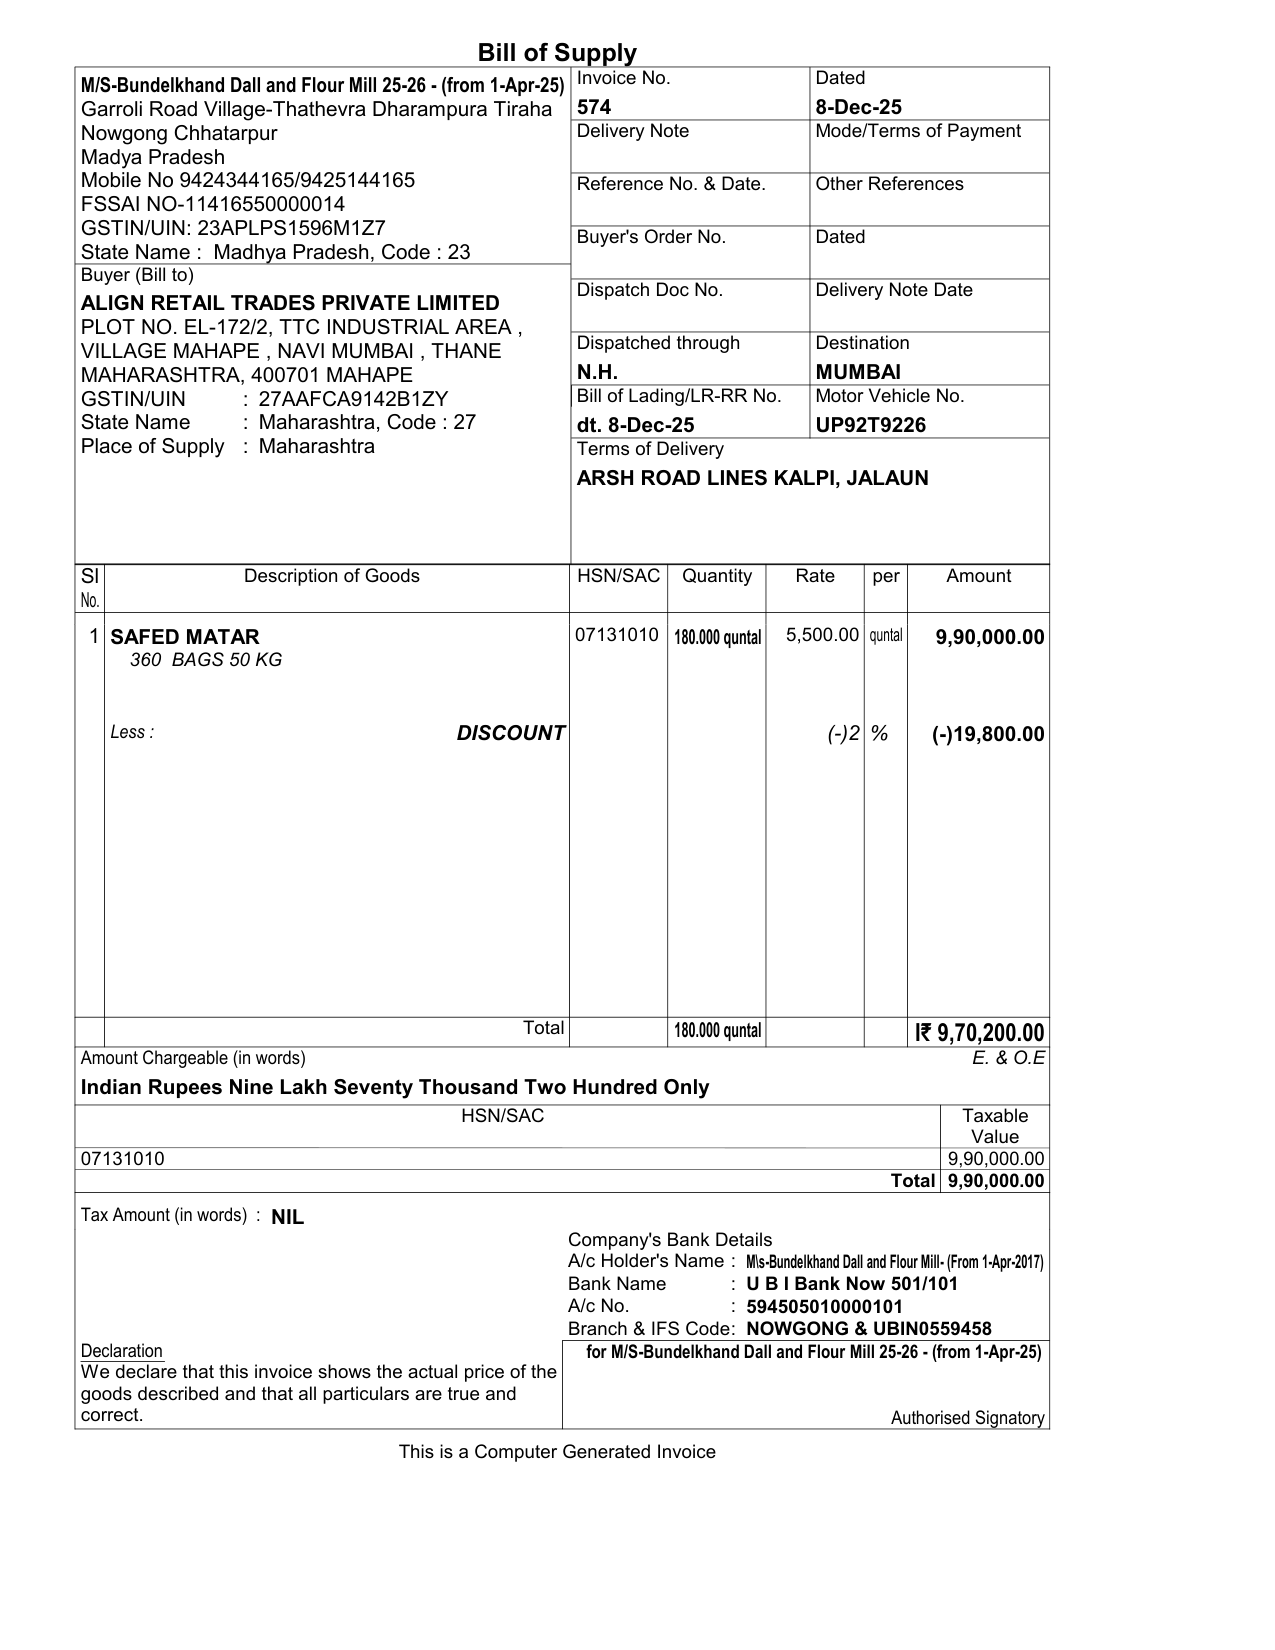 Bill of Supply
M/S-Bundelkhand Dall and Flour Mill 25-26 - (from 1-Apr-25)
Garroli Road Village-Thathevra Dharampura Tiraha
Nowgong Chhatarpur
Madya Pradesh
Mobile No 9424344165/9425144165
FSSAI NO-11416550000014
GSTIN/UIN: 23APLPS1596M1Z7
State Name : Madhya Pradesh, Code : 23
Buyer (Bill to)
ALIGN RETAIL TRADES PRIVATE LIMITED
PLOT NO. EL-172/2, TTC INDUSTRIAL AREA ,
VILLAGE MAHAPE , NAVI MUMBAI , THANE
MAHARASHTRA, 400701 MAHAPE
GSTIN/UIN : 27AAFCA9142B1ZY
State Name : Maharashtra, Code : 27
Place of Supply : Maharashtra
Invoice No. Dated
574 8-Dec-25
Delivery Note Mode/Terms of Payment
Reference No. & Date. Other References
Buyer's Order No. Dated
Dispatch Doc No. Delivery Note Date
Dispatched through Destination
N.H. MUMBAI
Bill of Lading/LR-RR No. Motor Vehicle No.
dt. 8-Dec-25 UP92T9226
Terms of Delivery
ARSH ROAD LINES KALPI, JALAUN
Sl Description of Goods HSN/SAC Quantity Rate per Amount
No.
1 SAFED MATAR 07131010 180.000 quntal 5,500.00 quntal 9,90,000.00
360 BAGS 50 KG
Less : DISCOUNT (-)2 % (-)19,800.00
Total 180.000 quntal I₹ 9,70,200.00
Amount Chargeable (in words) E. & O.E
Indian Rupees Nine Lakh Seventy Thousand Two Hundred Only
HSN/SAC Taxable
Value
07131010 9,90,000.00
Total 9,90,000.00
Tax Amount (in words) : NIL
Company's Bank Details
A/c Holder's Name : M\s-Bundelkhand Dall and Flour Mill- (From 1-Apr-2017)
Bank Name : U B I Bank Now 501/101
A/c No. : 594505010000101
Branch & IFS Code: NOWGONG & UBIN0559458
Declaration
We declare that this invoice shows the actual price of the
goods described and that all particulars are true and
correct.
for M/S-Bundelkhand Dall and Flour Mill 25-26 - (from 1-Apr-25)
Authorised Signatory
This is a Computer Generated Invoice